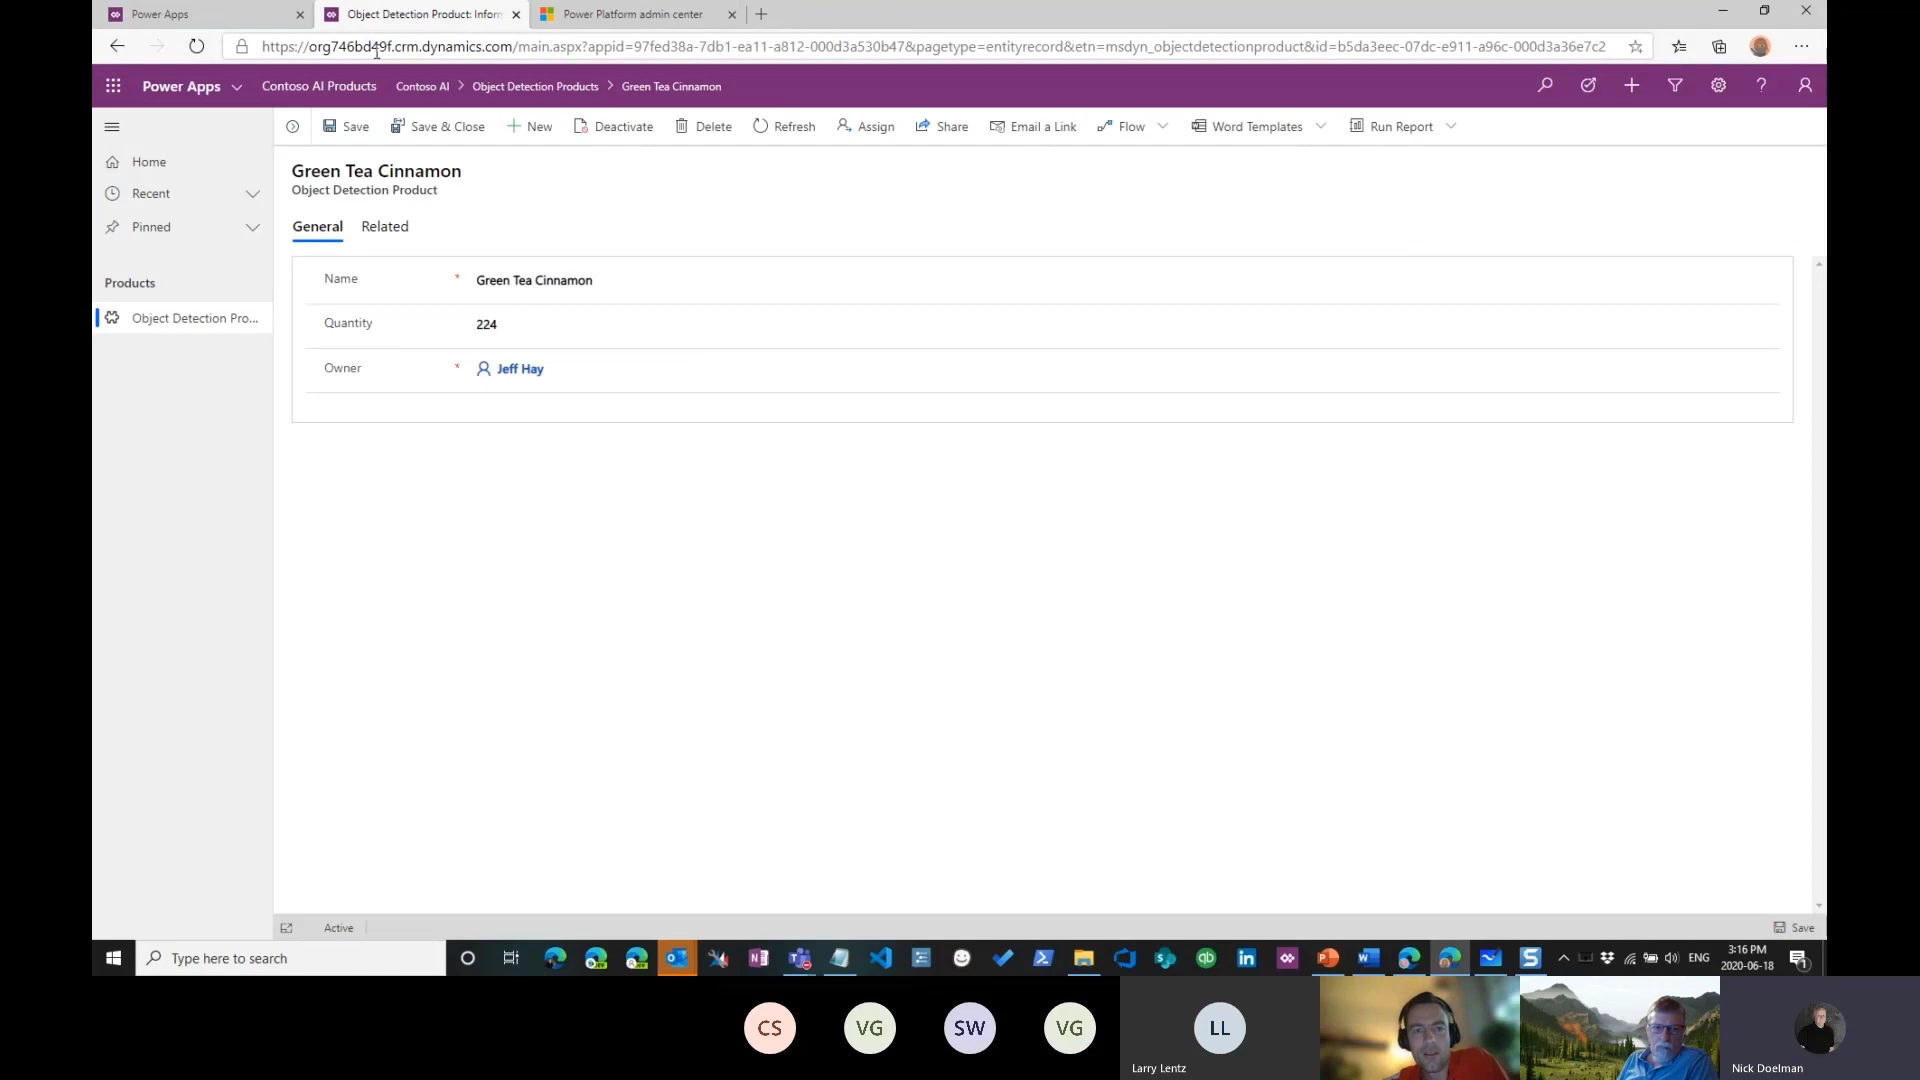 Power Apps
Object Detection Product: Inform
Power Platform admin center
https://org746bd49f.crm.dynamics.com/main.aspx?appid=97fed38a-7db1-ea11-a812-000d3a530b47&pagetype=entityrecord&etn=msdyn_objectdetectionproduct&id=b5da3eec-07dc-e911-a96c-000d3a36e7c2
Power Apps Contoso AI Products Contoso AI > Object Detection Products > Green Tea Cinnamon
Save Save & Close New Deactivate Delete Refresh Assign Share Email a Link Flow Word Templates Run Report
Home
Recent
Pinned
Products
Object Detection Pro...
Green Tea Cinnamon
Object Detection Product
General Related
Name * Green Tea Cinnamon
Quantity 224
Owner * Jeff Hay
Active
Save
Type here to search
ENG
3:16 PM
2020-06-18
CS VG SW VG LL
Larry Lentz
Nick Doelman